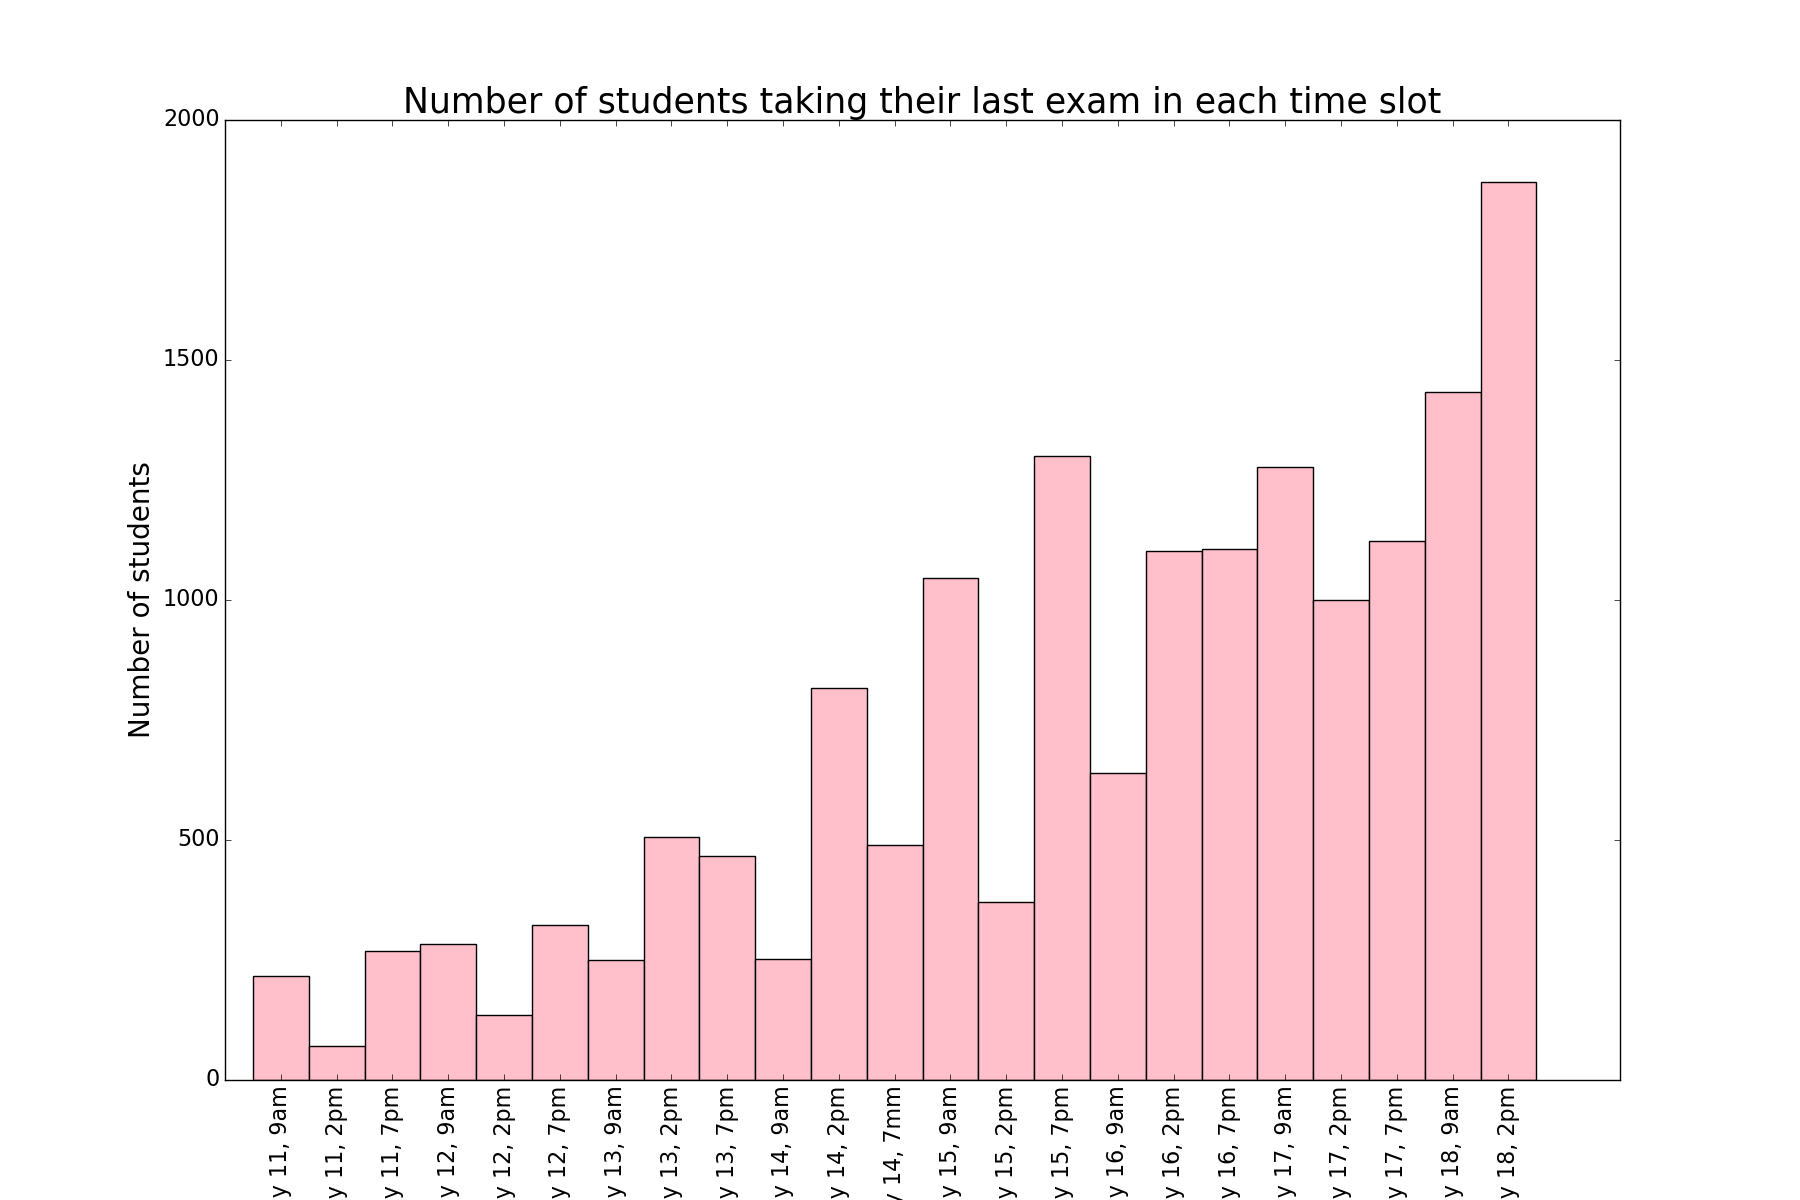 Number of students taking their last exam in each time slot
Number of students
2000
1500
1000
500
0
y 11, 9am
y 11, 2pm
y 11, 7pm
y 12, 9am
y 12, 2pm
y 12, 7pm
y 13, 9am
y 13, 2pm
y 13, 7pm
y 14, 9am
y 14, 2pm
y 14, 7mm
y 15, 9am
y 15, 2pm
y 15, 7pm
y 16, 9am
y 16, 2pm
y 16, 7pm
y 17, 9am
y 17, 2pm
y 17, 7pm
y 18, 9am
y 18, 2pm